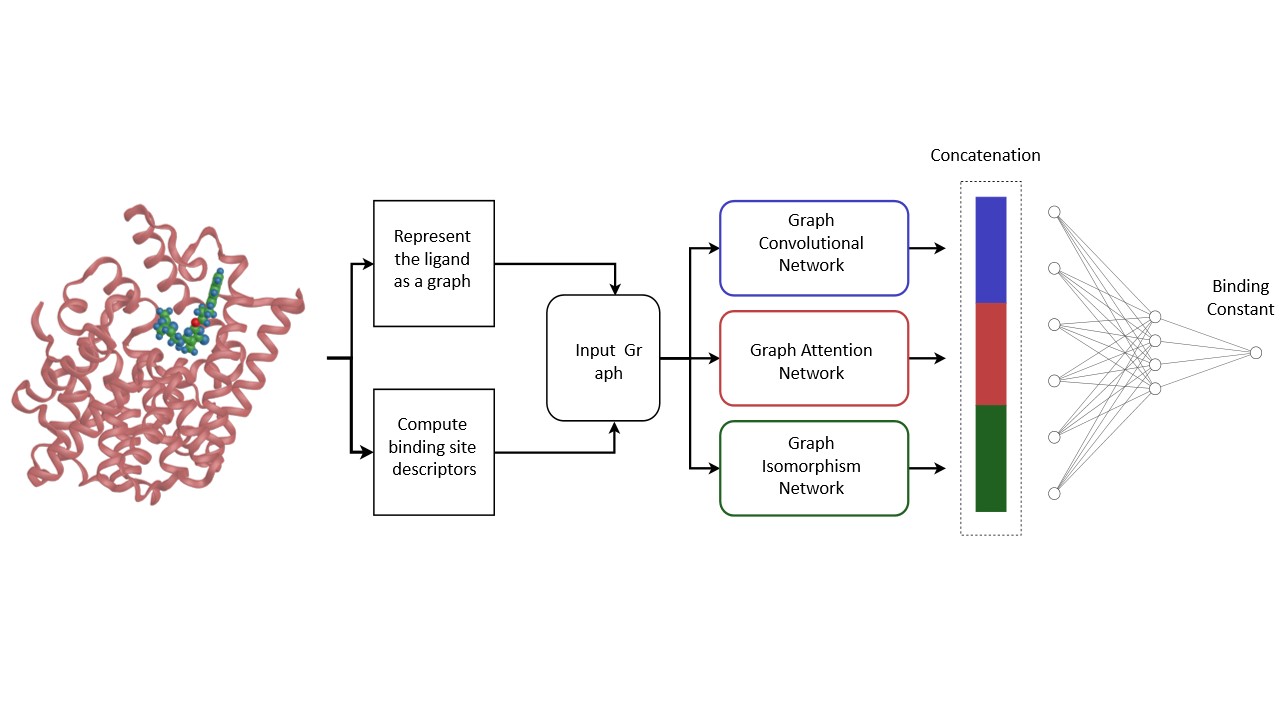 Concatenation
Represent
the ligand
as a graph
Compute
binding site
descriptors
Input Gr
aph
Graph
Convolutional
Network
Graph Attention
Network
Graph
Isomorphism
Network
Binding
Constant